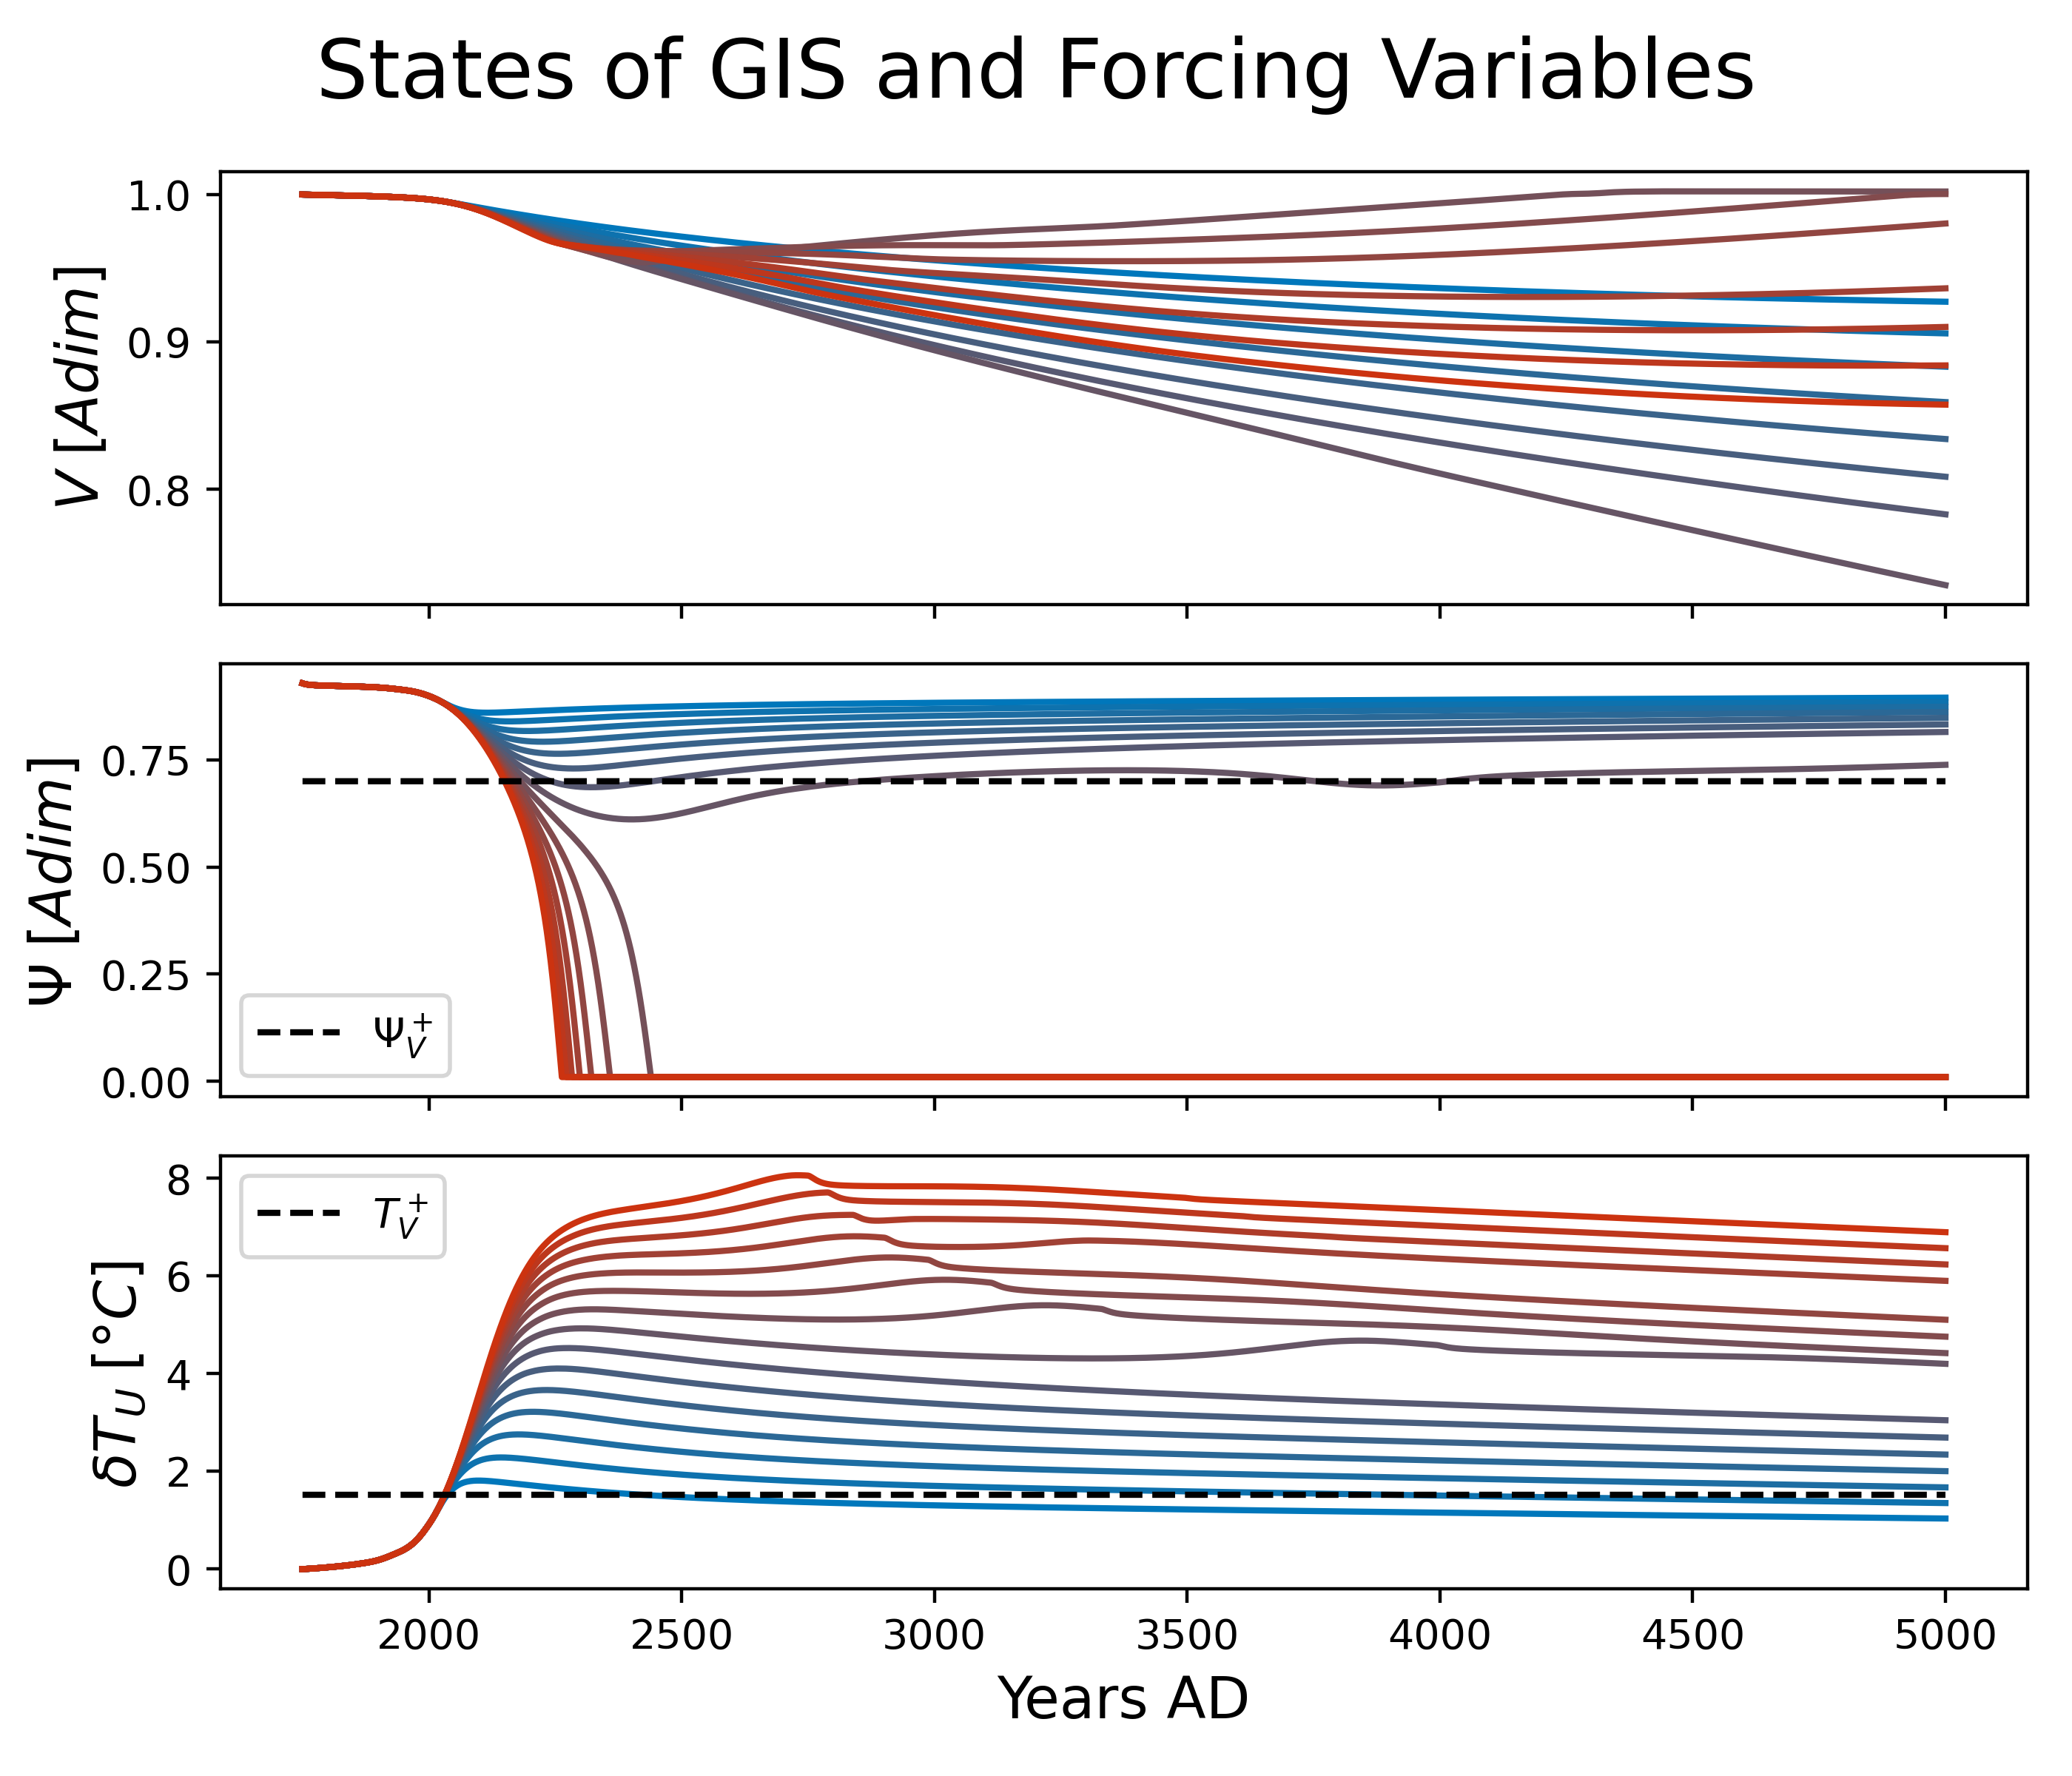 States of GIS and Forcing Variables
V [Adim]
1.0
0.9
0.8
Ψ [Adim]
0.75
0.50
0.25
0.00
Ψ_V^+
δT_U [°C]
8
6
4
2
0
T_V^+
2000 2500 3000 3500 4000 4500 5000
Years AD